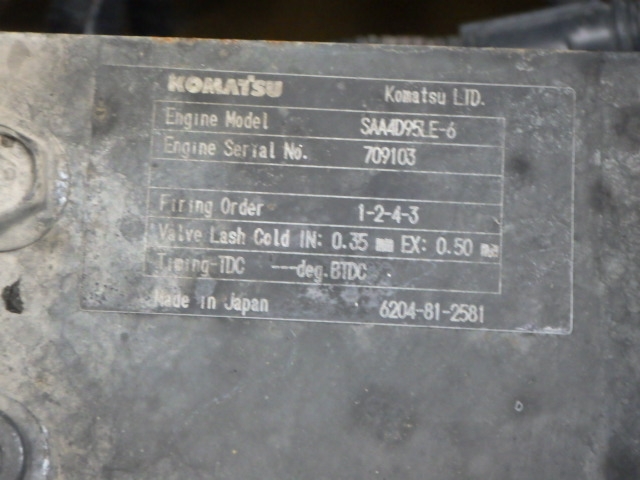 KOMATSU Komatsu LTD.
Engine Model SAA4D95LE-6
Engine Serial No. 709103
Firing Order 1-2-4-3
Valve Lash Cold IN: 0.35 mm EX: 0.50 mm
Timing-TDC ---deg.BTDC
Made in Japan 6204-81-2581